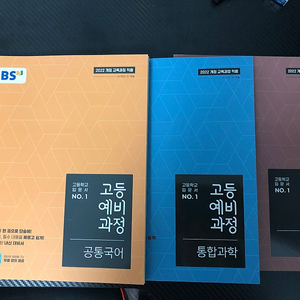 EBS
2022 개정 교육과정 적용
고등학교
입문서
NO. 1
고등
예비
과정
공통국어
2022 개정 교육과정 적용
고등학교
입문서
NO. 1
고등
예비
과정
통합과학
2022 개정 교육과정
고등학교
입문서
NO. 1